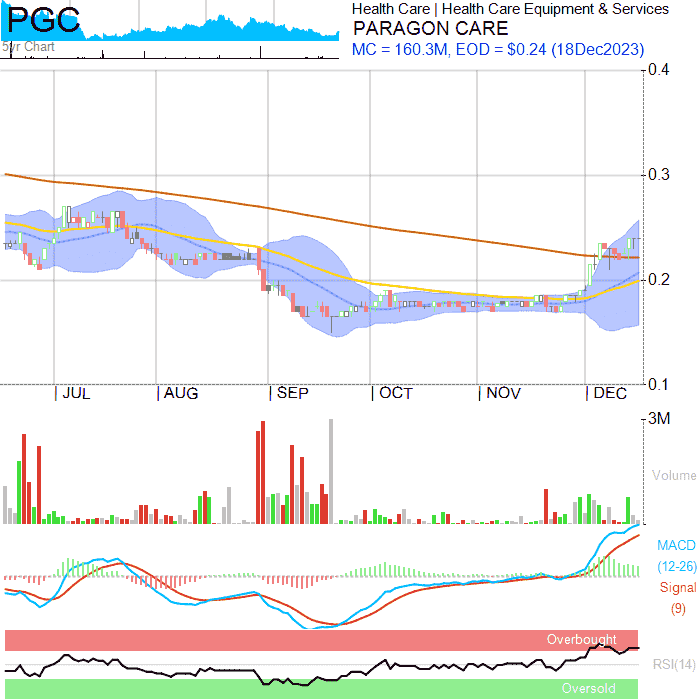 PGC
5yr Chart
Health Care | Health Care Equipment & Services
PARAGON CARE
MC = 160.3M, EOD = $0.24 (18Dec2023)
0.4
0.3
0.2
0.1
JUL AUG SEP OCT NOV DEC
3M
Volume
MACD
(12-26)
Signal
(9)
Overbought
RSI(14)
Oversold